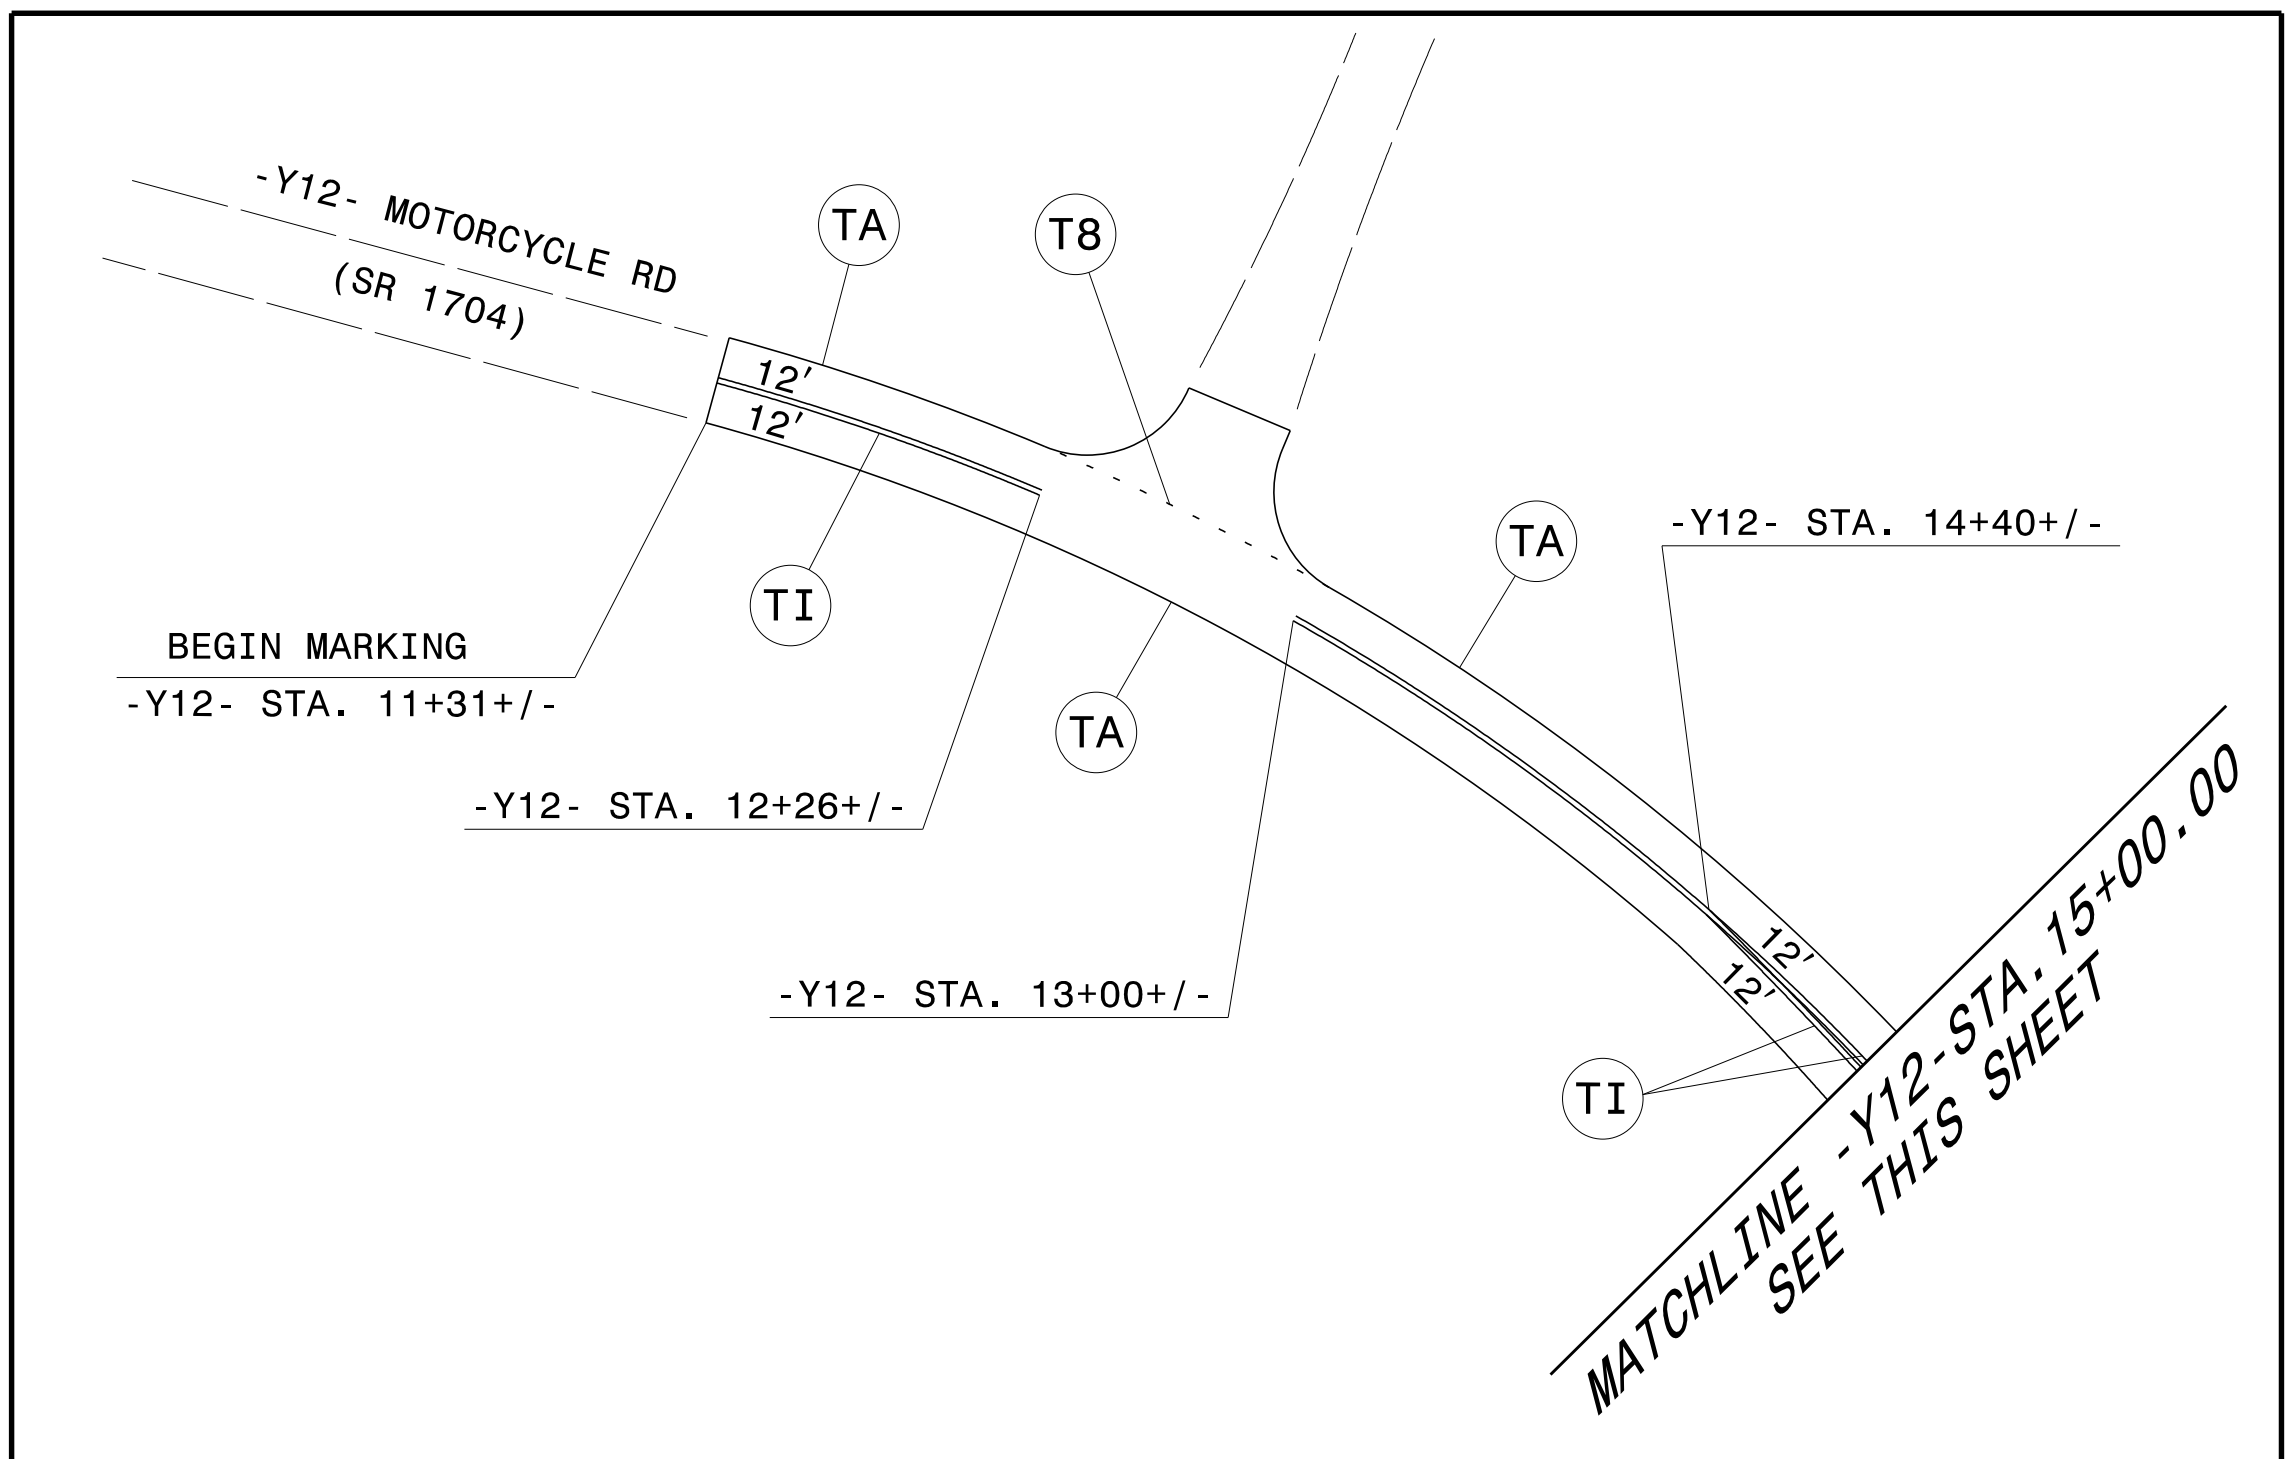 -Y12- MOTORCYCLE RD
(SR 1704)
TA
T8
12'
12'
TI
TA
-Y12- STA. 14+40+/-
BEGIN MARKING
-Y12- STA. 11+31+/-
TA
-Y12- STA. 12+26+/-
-Y12- STA. 13+00+/-
12'
12'
TI
MATCHLINE -Y12-STA.15+00.00
SEE THIS SHEET